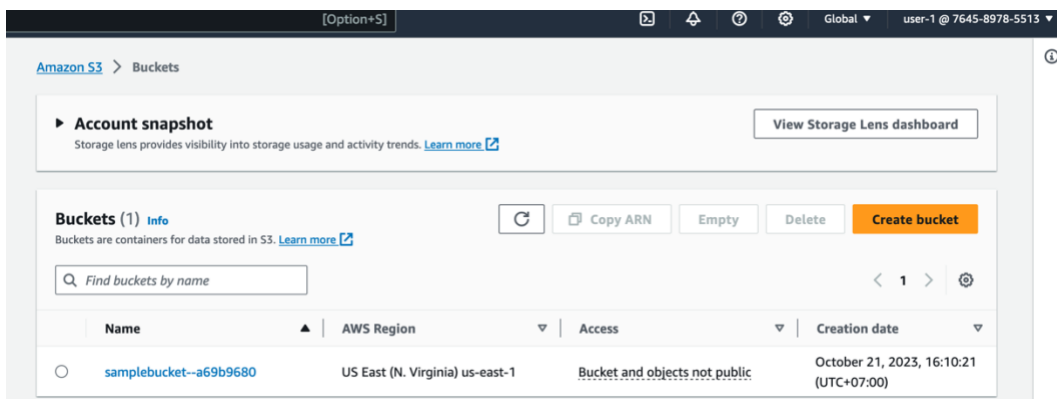 [Option+S]
Global ▼ user-1 @ 7645-8978-5513 ▼
Amazon S3 > Buckets
Account snapshot
View Storage Lens dashboard
Storage lens provides visibility into storage usage and activity trends. Learn more
Buckets (1) Info
Copy ARN Empty Delete Create bucket
Buckets are containers for data stored in S3. Learn more
Find buckets by name
< 1 >
Name AWS Region Access Creation date
samplebucket--a69b9680 US East (N. Virginia) us-east-1 Bucket and objects not public October 21, 2023, 16:10:21
(UTC+07:00)